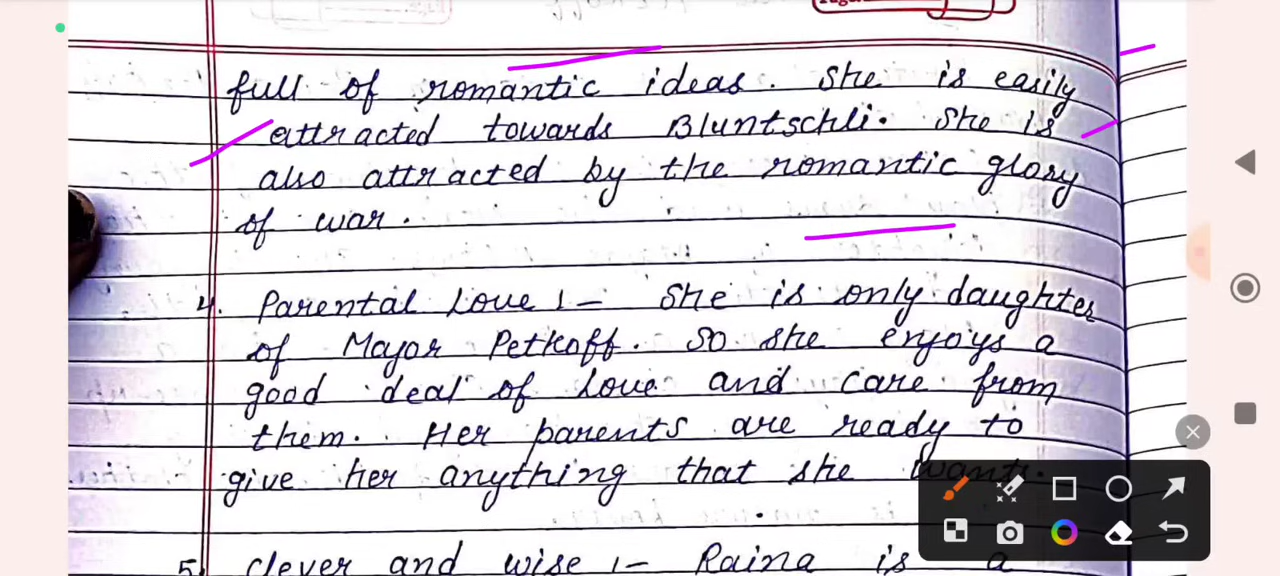 full of romantic ideas. She is easily
attracted towards Bluntschli. She is
also attracted by the romantic glory
of war.
4. Parental Love :- She is only daughter
of Major Petkoff. So she enjoys a
good deal of love and care from
them. Her parents are ready to
give her anything that she wants.
5. Clever and wise :- Raina is a